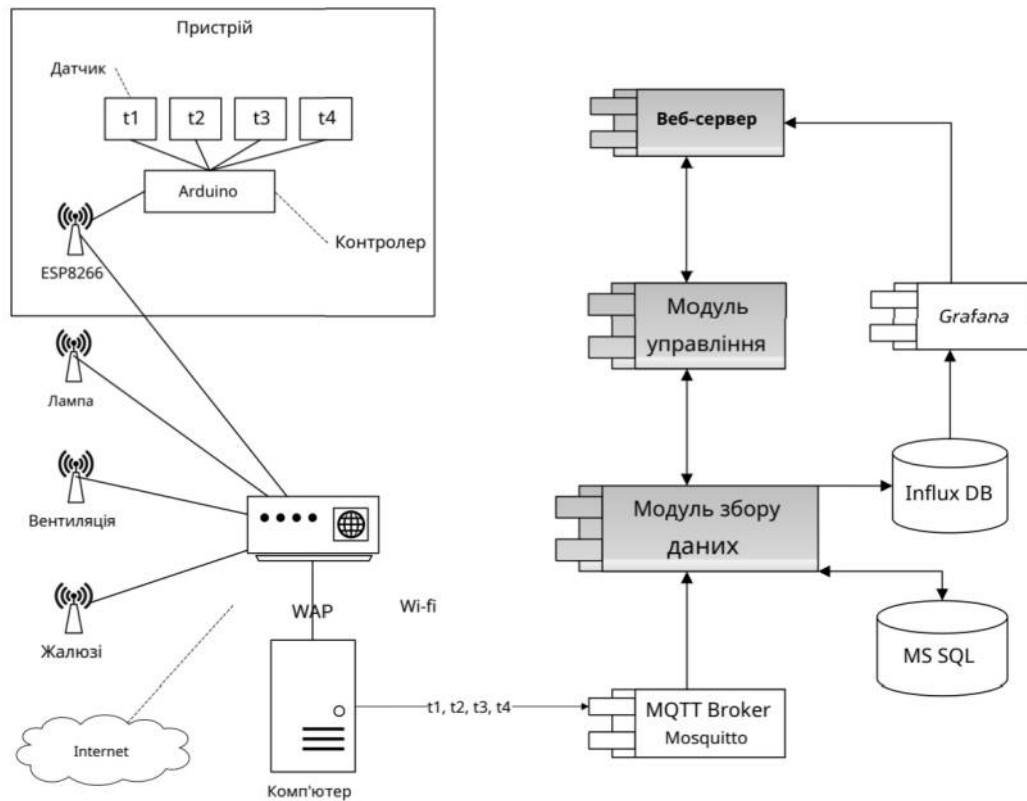 Пристрій
Датчик
t1
t2
t3
t4
Arduino
Контролер
ESP8266
Лампа
Вентиляція
Жалюзі
WAP
Wi-fi
Internet
Комп'ютер
t1, t2, t3, t4
Веб-сервер
Модуль
управління
Grafana
Модуль збору
даних
Influx DB
MS SQL
MQTT Broker
Mosquitto